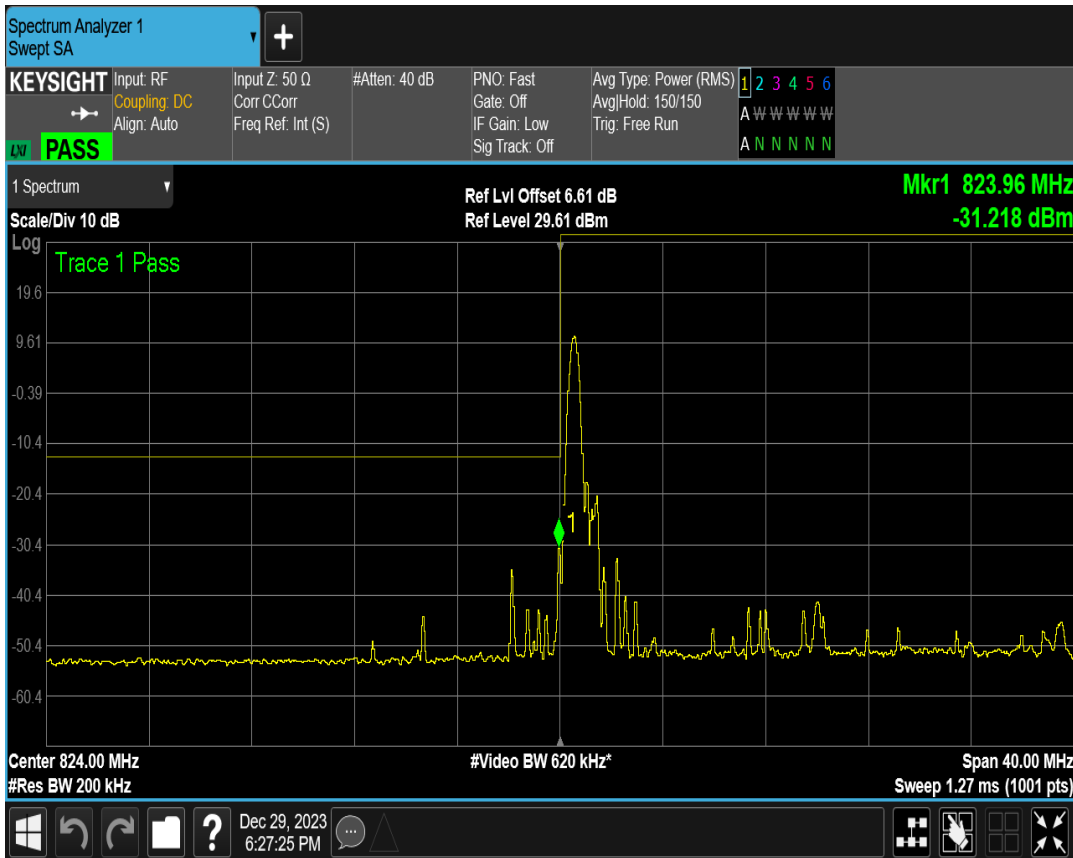 Spectrum Analyzer 1
Swept SA
+
KEYSIGHT
LXI PASS
Input: RF
Coupling: DC
Align: Auto
Input Z: 50 Ω
Corr CCorr
Freq Ref: Int (S)
#Atten: 40 dB
PNO: Fast
Gate: Off
IF Gain: Low
Sig Track: Off
Avg Type: Power (RMS)
Avg|Hold: 150/150
Trig: Free Run
1 2 3 4 5 6
A W W W W W
A N N N N N
1 Spectrum
Scale/Div 10 dB
Ref Lvl Offset 6.61 dB
Ref Level 29.61 dBm
Mkr1 823.96 MHz
-31.218 dBm
Log
Trace 1 Pass
19.6
9.61
-0.39
-10.4
-20.4
1
-30.4
-40.4
-50.4
-60.4
Center 824.00 MHz
#Res BW 200 kHz
#Video BW 620 kHz*
Span 40.00 MHz
Sweep 1.27 ms (1001 pts)
?
Dec 29, 2023
6:27:25 PM